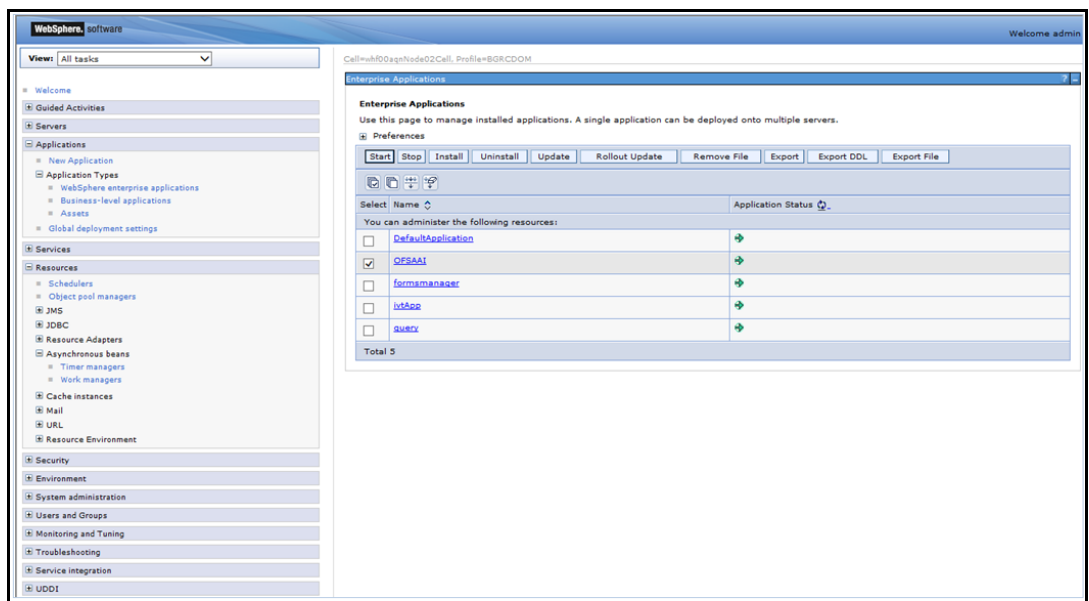 WebSphere. software
Welcome admin
View: All tasks
Cell=whf00aqnNode02Cell, Profile=BGRCDOM
Welcome
Guided Activities
Servers
Applications
New Application
Application Types
WebSphere enterprise applications
Business-level applications
Assets
Global deployment settings
Services
Resources
Schedulers
Object pool managers
JMS
JDBC
Resource Adapters
Asynchronous beans
Timer managers
Work managers
Cache instances
Mail
URL
Resource Environment
Security
Environment
System administration
Users and Groups
Monitoring and Tuning
Troubleshooting
Service integration
UDDI
Enterprise Applications ? -
Enterprise Applications
Use this page to manage installed applications. A single application can be deployed onto multiple servers.
Preferences
Start Stop Install Uninstall Update Rollout Update Remove File Export Export DDL Export File
Select Name Application Status
You can administer the following resources:
DefaultApplication
OFSAAI
formsmanager
ivtApp
query
Total 5